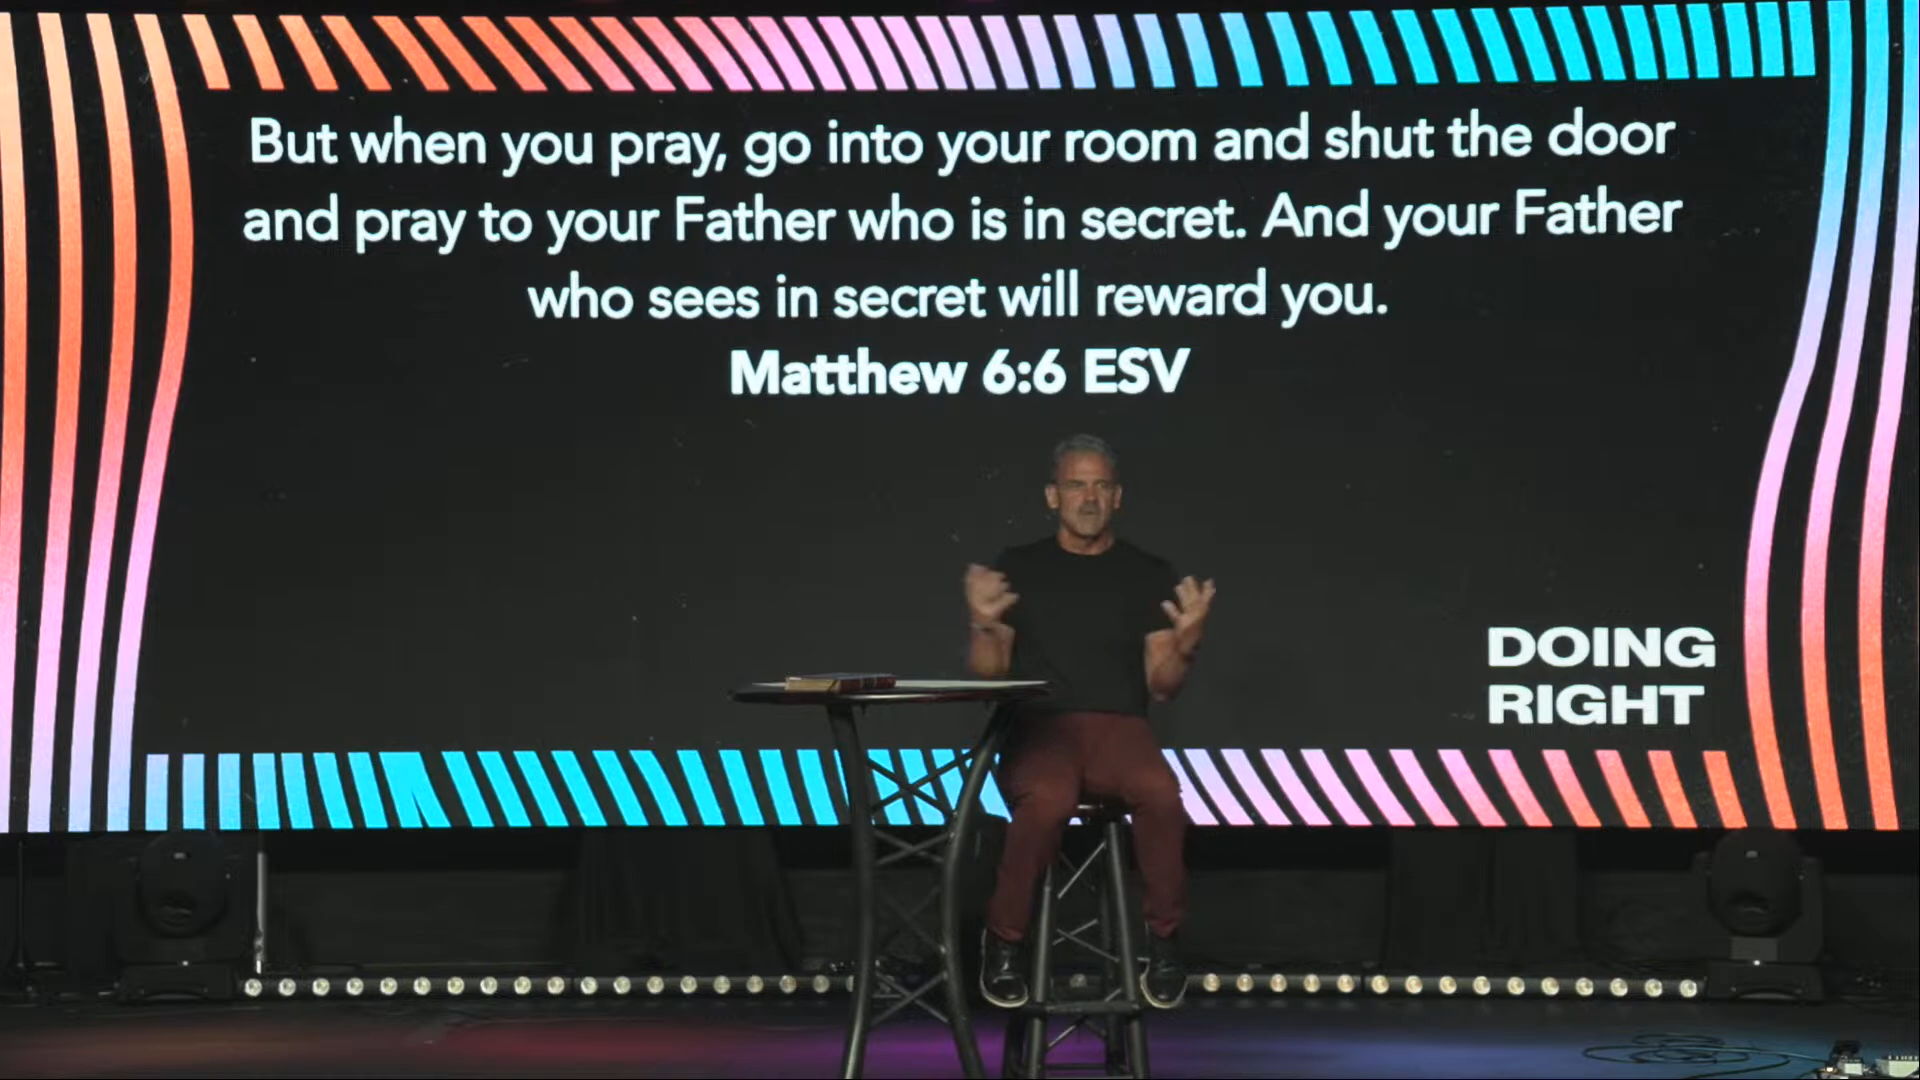 But when you pray, go into your room and shut the door
and pray to your Father who is in secret. And your Father
who sees in secret will reward you.
Matthew 6:6 ESV
DOING
RIGHT